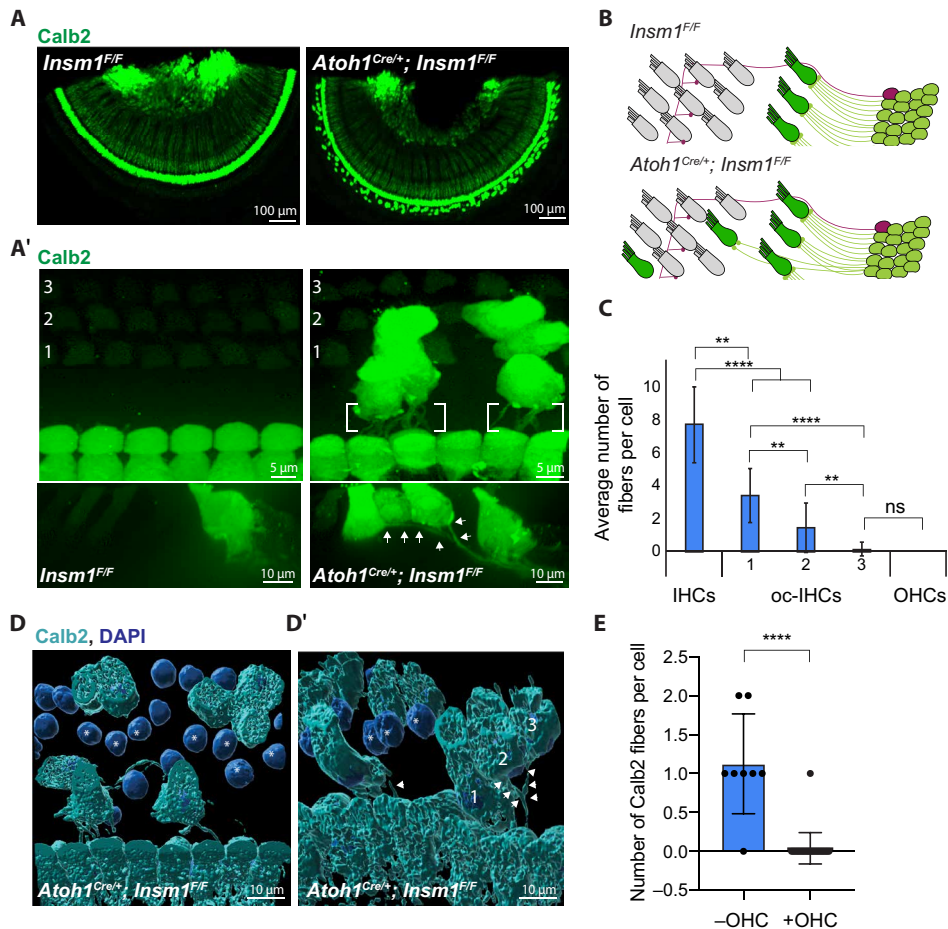 A
Calb2
Insm1F/F
100 μm
Atoh1Cre/+; Insm1F/F
100 μm
A'
Calb2
3
2
1
5 μm
3
2
1
5 μm
Insm1F/F
10 μm
Atoh1Cre/+; Insm1F/F
10 μm
B
Insm1F/F
Atoh1Cre/+; Insm1F/F
C
Average number of
fibers per cell
10
8
6
4
2
0
**
****
****
**
**
ns
1
2
3
IHCs
oc-IHCs
OHCs
D
Calb2, DAPI
* * * * * * * *
Atoh1Cre/+; Insm1F/F
10 μm
D'
* * *
1
2
3
Atoh1Cre/+; Insm1F/F
10 μm
E
Number of Calb2 fibers per cell
2.5
2.0
1.5
1.0
0.5
0.0
–0.5
****
–OHC
+OHC